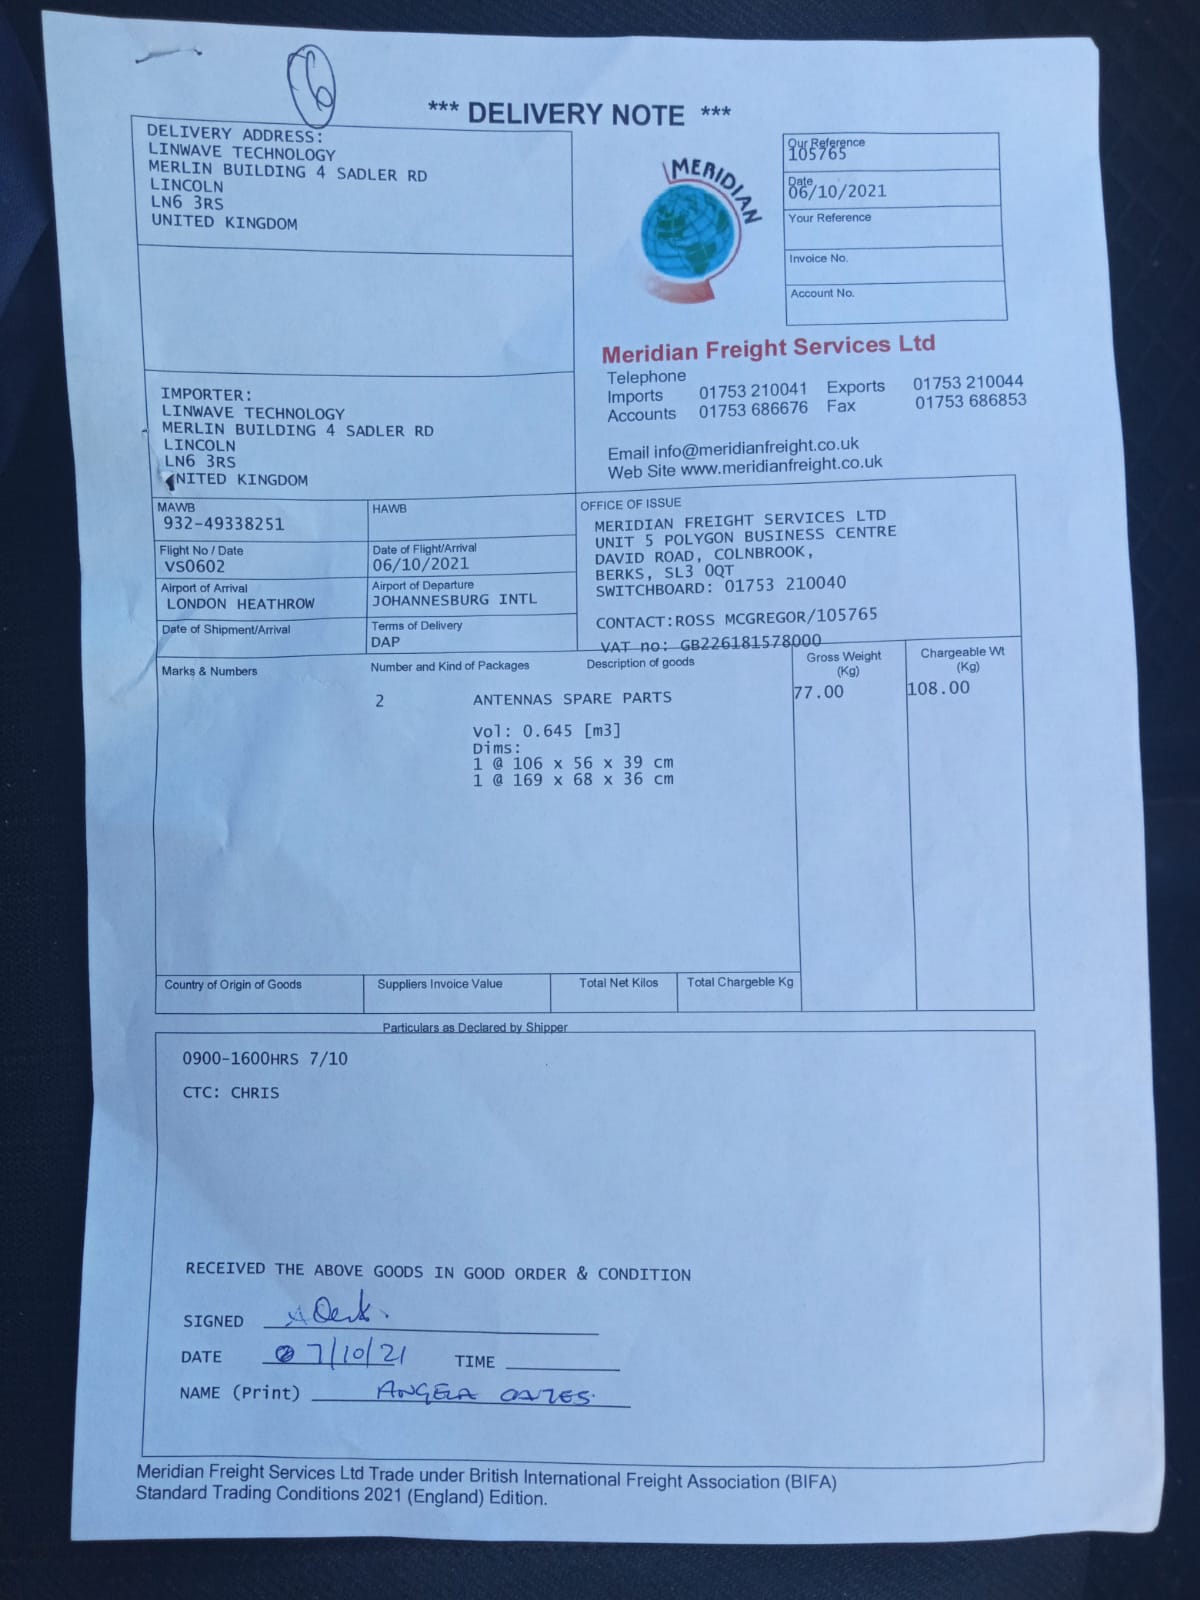 6
*** DELIVERY NOTE ***
DELIVERY ADDRESS:
LINWAVE TECHNOLOGY
MERLIN BUILDING 4 SADLER RD
LINCOLN
LN6 3RS
UNITED KINGDOM
MERIDIAN
Our Reference
105765
Date
06/10/2021
Your Reference
Invoice No.
Account No.
Meridian Freight Services Ltd
Telephone
Imports 01753 210041 Exports 01753 210044
Accounts 01753 686676 Fax 01753 686853
Email info@meridianfreight.co.uk
Web Site www.meridianfreight.co.uk
IMPORTER:
LINWAVE TECHNOLOGY
MERLIN BUILDING 4 SADLER RD
LINCOLN
LN6 3RS
NITED KINGDOM
MAWB
932-49338251
HAWB
Flight No / Date
VS0602
Date of Flight/Arrival
06/10/2021
Airport of Arrival
LONDON HEATHROW
Airport of Departure
JOHANNESBURG INTL
Date of Shipment/Arrival
Terms of Delivery
DAP
OFFICE OF ISSUE
MERIDIAN FREIGHT SERVICES LTD
UNIT 5 POLYGON BUSINESS CENTRE
DAVID ROAD, COLNBROOK,
BERKS, SL3 0QT
SWITCHBOARD: 01753 210040
CONTACT:ROSS MCGREGOR/105765
VAT no: GB226181578000
Marks & Numbers
Number and Kind of Packages
Description of goods
Gross Weight
(Kg)
Chargeable Wt
(Kg)
2 ANTENNAS SPARE PARTS 77.00 108.00
Vol: 0.645 [m3]
Dims:
1 @ 106 x 56 x 39 cm
1 @ 169 x 68 x 36 cm
Country of Origin of Goods
Suppliers Invoice Value
Total Net Kilos
Total Chargeble Kg
Particulars as Declared by Shipper
0900-1600HRS 7/10
CTC: CHRIS
RECEIVED THE ABOVE GOODS IN GOOD ORDER & CONDITION
SIGNED
DATE 7/10/21 TIME
NAME (Print) ANGELA OATES
Meridian Freight Services Ltd Trade under British International Freight Association (BIFA)
Standard Trading Conditions 2021 (England) Edition.